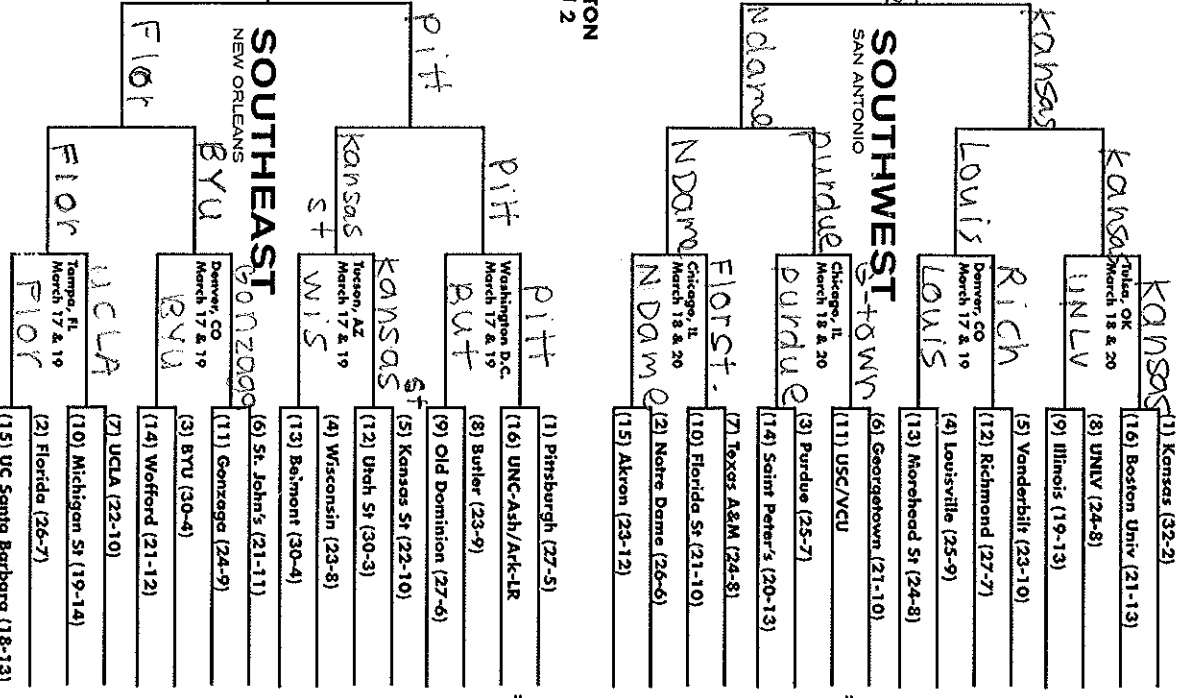 TON
2
SOUTHWEST
SAN ANTONIO
(1) Kansas (32-2)
(16) Boston Univ (21-13)
(8) UNLV (24-8)
(9) Illinois (19-13)
(5) Vanderbilt (23-10)
(12) Richmond (27-7)
(4) Louisville (25-9)
(13) Morehead St (24-8)
(6) Georgetown (21-10)
(11) USC/VCU
(3) Purdue (25-7)
(14) Saint Peter's (20-13)
(7) Texas A&M (24-8)
(10) Florida St (21-10)
(2) Notre Dame (26-6)
(15) Akron (23-12)
Kansas
Tulsa, OK
March 18 & 20
UNLV
Rich
Denver, CO
March 17 & 19
Louis
G-town
Chicago, IL
March 18 & 20
purdue
Flor st.
Chicago, IL
March 18 & 20
NDame
Kansas
Louis
purdue
NDame
Kansas
Ndame
SOUTHEAST
NEW ORLEANS
(1) Pittsburgh (27-5)
(16) UNC-Ash/Ark-LR
(8) Butler (23-9)
(9) Old Dominion (27-6)
(5) Kansas St (22-10)
(12) Utah St (30-3)
(4) Wisconsin (23-8)
(13) Belmont (30-4)
(6) St. John's (21-11)
(11) Gonzaga (24-9)
(3) BYU (30-4)
(14) Wofford (21-12)
(7) UCLA (22-10)
(10) Michigan St (19-14)
(2) Florida (26-7)
(15) UC Santa Barbara (18-13)
Pitt
Washington D.C.
March 17 & 19
But
Kansas St
Tucson, AZ
March 17 & 19
Wis
Gonzaga
Denver, CO
March 17 & 19
BYU
UCLA
Tampa, FL
March 17 & 19
Flor
Pitt
Kansas st
BYU
Flor
Pitt
Flor